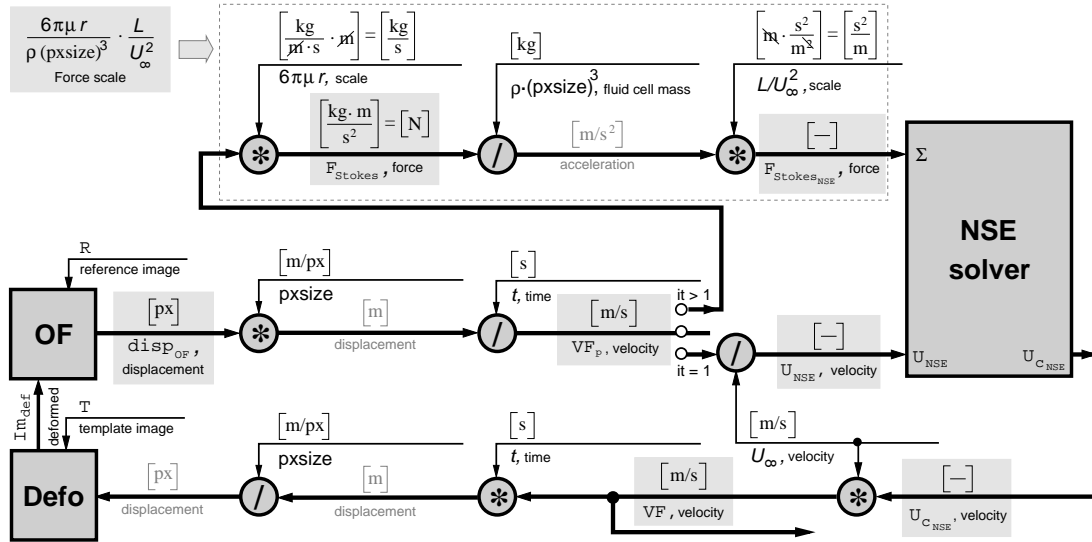 6πμ r / ρ (pxsize)³ · L / U∞²
Force scale
[kg / m · s · m] = [kg / s]
6πμ r, scale
[kg]
ρ·(pxsize)³, fluid cell mass
[m · s² / m²] = [s² / m]
L/U∞², scale
[kg. m / s²] = [N]
F_Stokes, force
*
/
[m/s²]
acceleration
*
[—]
F_Stokes_NSE, force
Σ
NSE
solver
R
reference image
OF
[px]
disp_OF,
displacement
[m/px]
pxsize
*
[m]
displacement
[s]
t, time
/
[m/s]
VF_p, velocity
it > 1
it = 1
/
[—]
U_NSE, velocity
U_NSE
U_C_NSE
Im_def
deformed
T
template image
Defo
[px]
displacement
[m/px]
pxsize
/
[m]
displacement
[s]
t, time
*
[m/s]
VF, velocity
[m/s]
U∞, velocity
*
[—]
U_C_NSE, velocity